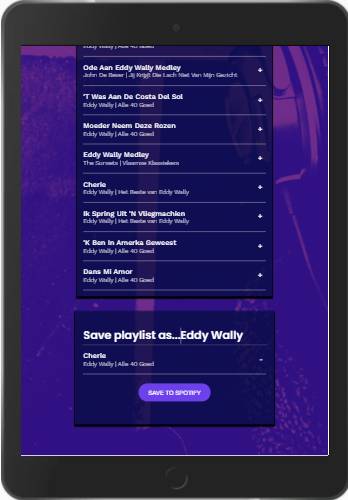 Eddy Wally | Alle 40 Goed
Ode Aan Eddy Wally Medley
John De Bever | Jij Krijgt Die Lach Niet Van Mijn Gezicht
+
'T Was Aan De Costa Del Sol
Eddy Wally | Alle 40 Goed
+
Moeder Neem Deze Rozen
Eddy Wally | Alle 40 Goed
+
Eddy Wally Medley
The Sunsets | Vlaamse Klassiekers
+
Cherie
Eddy Wally | Het Beste van Eddy Wally
+
Ik Spring Uit 'N Vliegmachien
Eddy Wally | Het Beste van Eddy Wally
+
'K Ben In Amerka Geweest
Eddy Wally | Alle 40 Goed
+
Dans Mi Amor
Eddy Wally | Alle 40 Goed
+
Save playlist as...Eddy Wally
Cherie
Eddy Wally | Alle 40 Goed
-
SAVE TO SPOTIFY